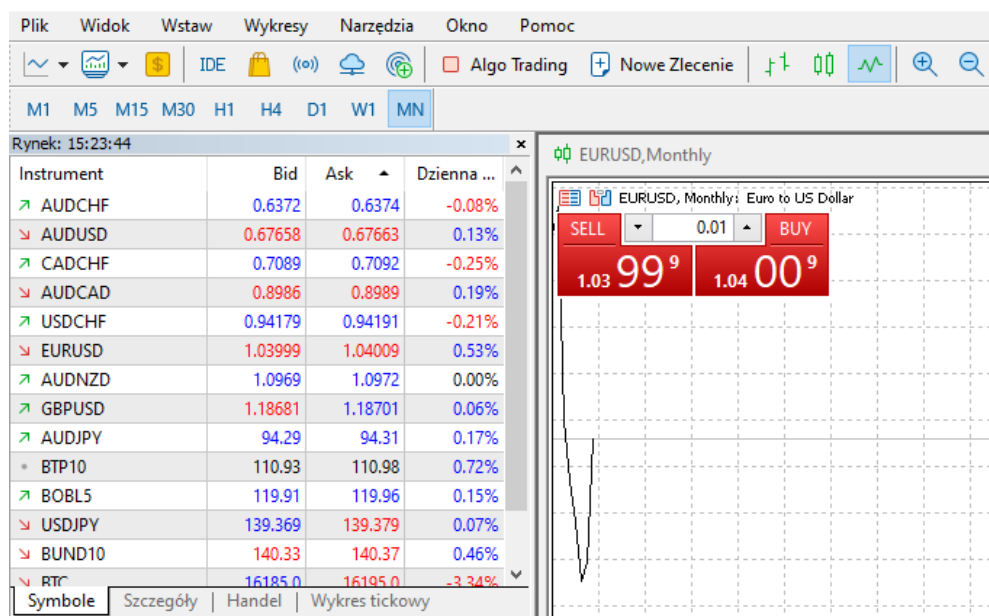 Plik Widok Wstaw Wykresy Narzędzia Okno Pomoc
$ IDE Algo Trading Nowe Zlecenie
M1 M5 M15 M30 H1 H4 D1 W1 MN
Rynek: 15:23:44
Instrument Bid Ask Dzienna ...
AUDCHF 0.6372 0.6374 -0.08%
AUDUSD 0.67658 0.67663 0.13%
CADCHF 0.7089 0.7092 -0.25%
AUDCAD 0.8986 0.8989 0.19%
USDCHF 0.94179 0.94191 -0.21%
EURUSD 1.03999 1.04009 0.53%
AUDNZD 1.0969 1.0972 0.00%
GBPUSD 1.18681 1.18701 0.06%
AUDJPY 94.29 94.31 0.17%
BTP10 110.93 110.98 0.72%
BOBL5 119.91 119.96 0.15%
USDJPY 139.369 139.379 0.07%
BUND10 140.33 140.37 0.46%
BTC 16185.0 16195.0 -3.34%
Symbole Szczegóły Handel Wykres tickowy
EURUSD,Monthly
EURUSD, Monthly: Euro to US Dollar
SELL 0.01 BUY
1.03 99 9 1.04 00 9